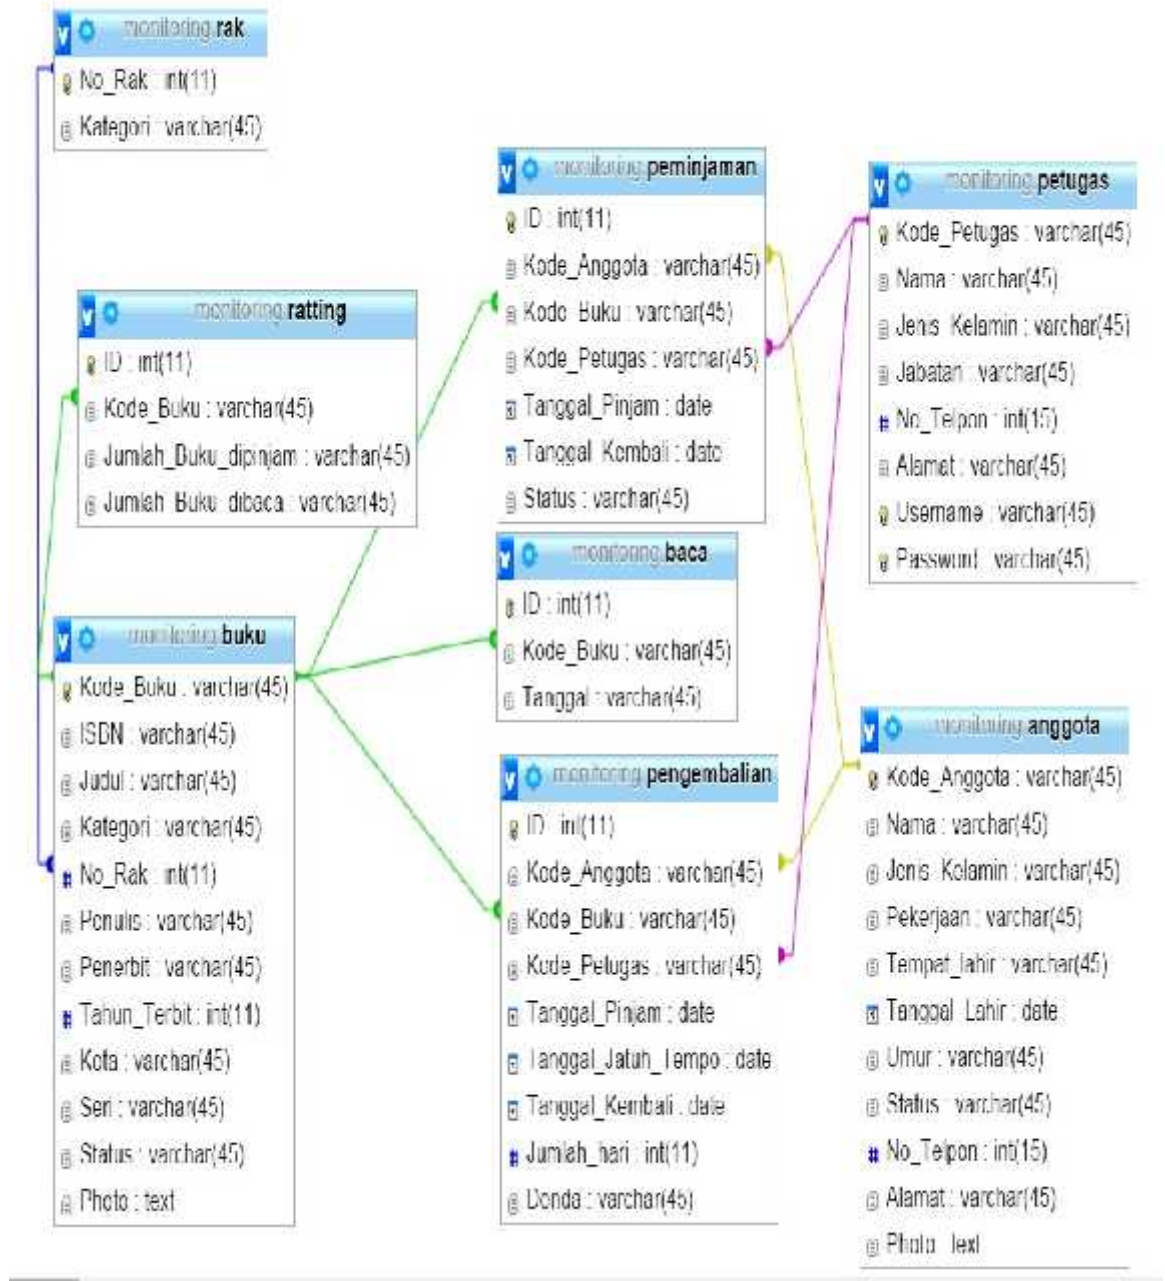 monitoring.rak
No_Rak : int(11)
Kategori : varchar(45)
monitoring.ratting
ID : int(11)
Kode_Buku : varchar(45)
Jumlah_Buku_dipinjam : varchar(45)
Jumlah_Buku_dibaca : varchar(45)
monitoring.buku
Kode_Buku : varchar(45)
ISBN : varchar(45)
Judul : varchar(45)
Kategori : varchar(45)
No_Rak : int(11)
Penulis : varchar(45)
Penerbit : varchar(45)
Tahun_Terbit : int(11)
Kota : varchar(45)
Seri : varchar(45)
Status : varchar(45)
Photo : text
monitoring.peminjaman
ID : int(11)
Kode_Anggota : varchar(45)
Kode_Buku : varchar(45)
Kode_Petugas : varchar(45)
Tanggal_Pinjam : date
Tanggal_Kembali : date
Status : varchar(45)
monitoring.baca
ID : int(11)
Kode_Buku : varchar(45)
Tanggal : varchar(45)
monitoring.pengembalian
ID : int(11)
Kode_Anggota : varchar(45)
Kode_Buku : varchar(45)
Kode_Petugas : varchar(45)
Tanggal_Pinjam : date
Tanggal_Jatuh_Tempo : date
Tanggal_Kembali : date
Jumlah_hari : int(11)
Denda : varchar(45)
monitoring.petugas
Kode_Petugas : varchar(45)
Nama : varchar(45)
Jenis_Kelamin : varchar(45)
Jabatan : varchar(45)
No_Telpon : int(15)
Alamat : varchar(45)
Username : varchar(45)
Password : varchar(45)
monitoring.anggota
Kode_Anggota : varchar(45)
Nama : varchar(45)
Jenis_Kelamin : varchar(45)
Pekerjaan : varchar(45)
Tempat_lahir : varchar(45)
Tanggal_Lahir : date
Umur : varchar(45)
Status : varchar(45)
No_Telpon : int(15)
Alamat : varchar(45)
Photo : text